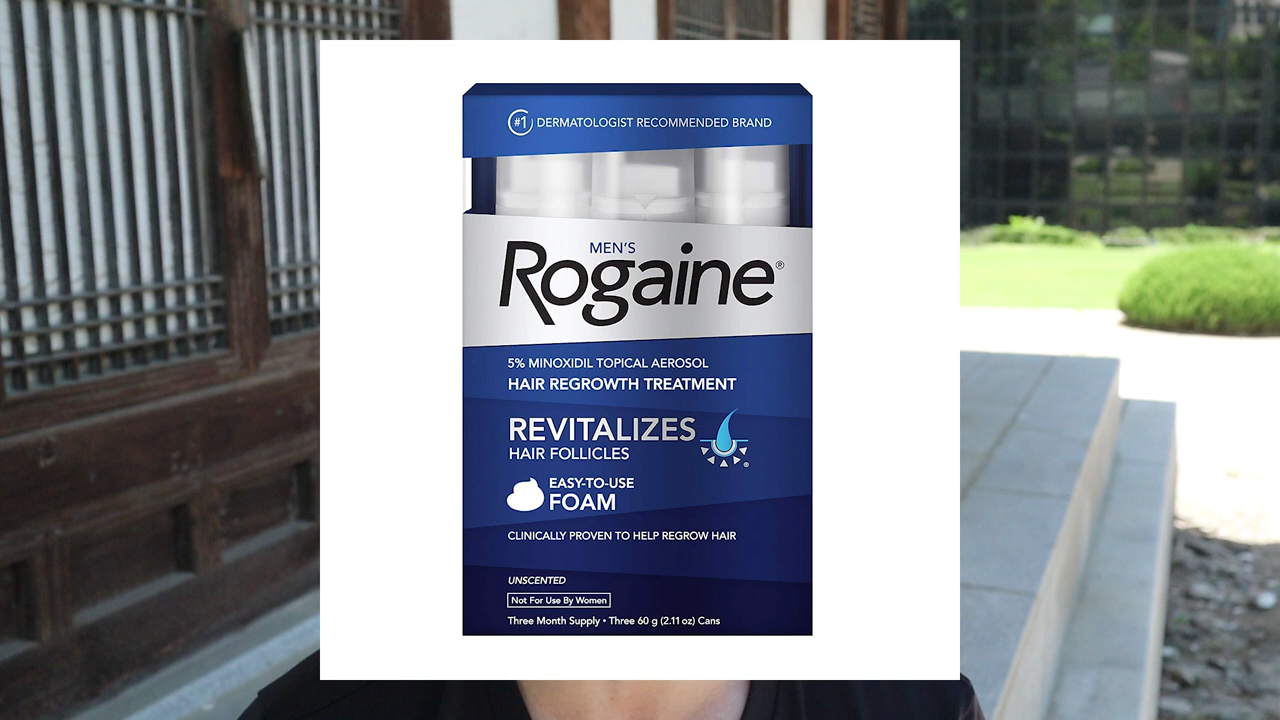 #1 DERMATOLOGIST RECOMMENDED BRAND
MEN'S
Rogaine®
5% MINOXIDIL TOPICAL AEROSOL
HAIR REGROWTH TREATMENT
REVITALIZES
HAIR FOLLICLES
®
EASY-TO-USE
FOAM
CLINICALLY PROVEN TO HELP REGROW HAIR
UNSCENTED
Not For Use By Women
Three Month Supply • Three 60 g (2.11 oz) Cans